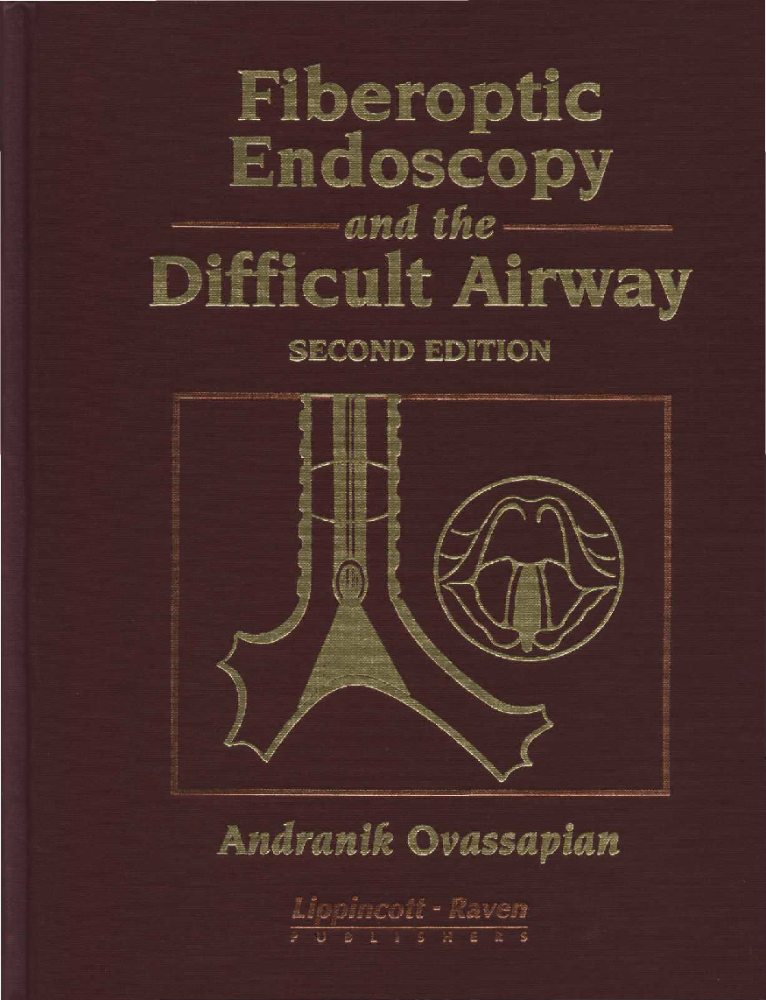 Fiberoptic
Endoscopy
and the
Difficult Airway
SECOND EDITION
Andranik Ovassapian
Lippincott - Raven
PUBLISHERS